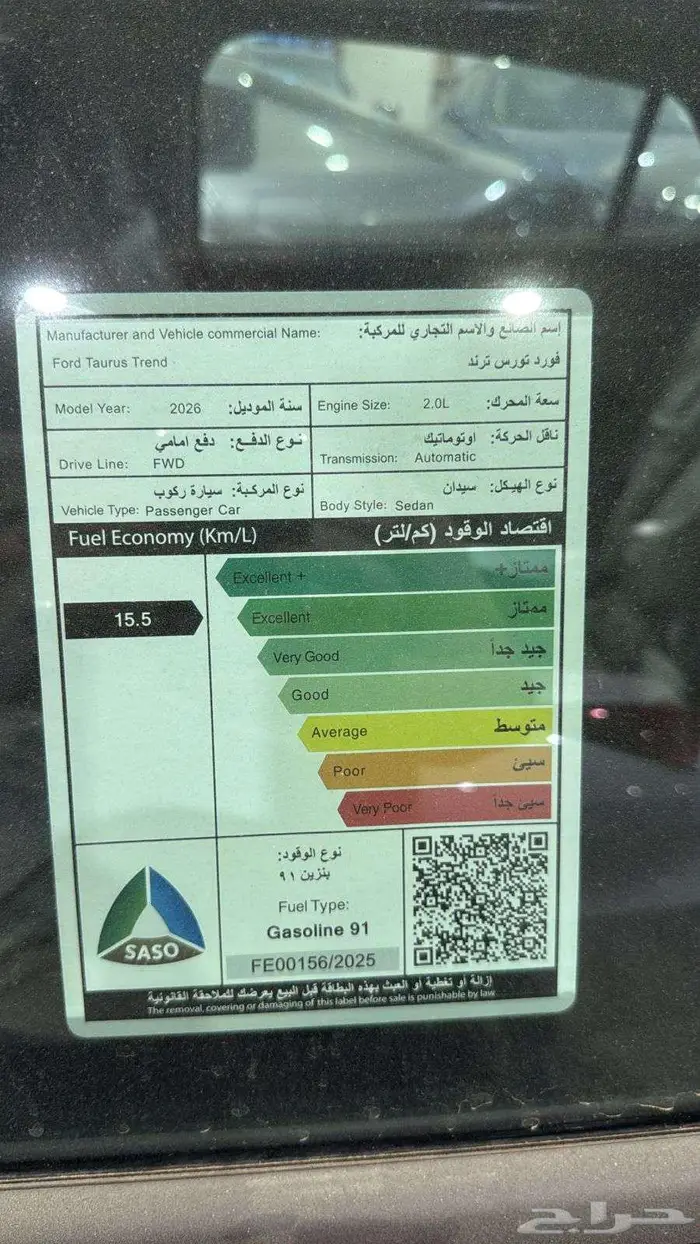 Manufacturer and Vehicle commercial Name: اسم الصانع والاسم التجاري للمركبة:
Ford Taurus Trend فورد تورس ترند
Model Year: 2026 سنة الموديل:
Engine Size: 2.0L سعة المحرك:
نوع الدفع: دفع امامي
Drive Line: FWD
ناقل الحركة: اوتوماتيك
Transmission: Automatic
نوع المركبة: سيارة ركوب
Vehicle Type: Passenger Car
نوع الهيكل: سيدان
Body Style: Sedan
Fuel Economy (Km/L) اقتصاد الوقود (كم/لتر)
15.5
Excellent + ممتاز+
Excellent ممتاز
Very Good جيد جداً
Good جيد
Average متوسط
Poor سيئ
Very Poor سيئ جداً
SASO
نوع الوقود:
بنزين ٩١
Fuel Type:
Gasoline 91
FE00156/2025
إزالة أو تغطية أو العبث بهذه البطاقة قبل البيع يعرضك للملاحقة القانونية
The removal, covering or damaging of this label before sale is punishable by law
حراج